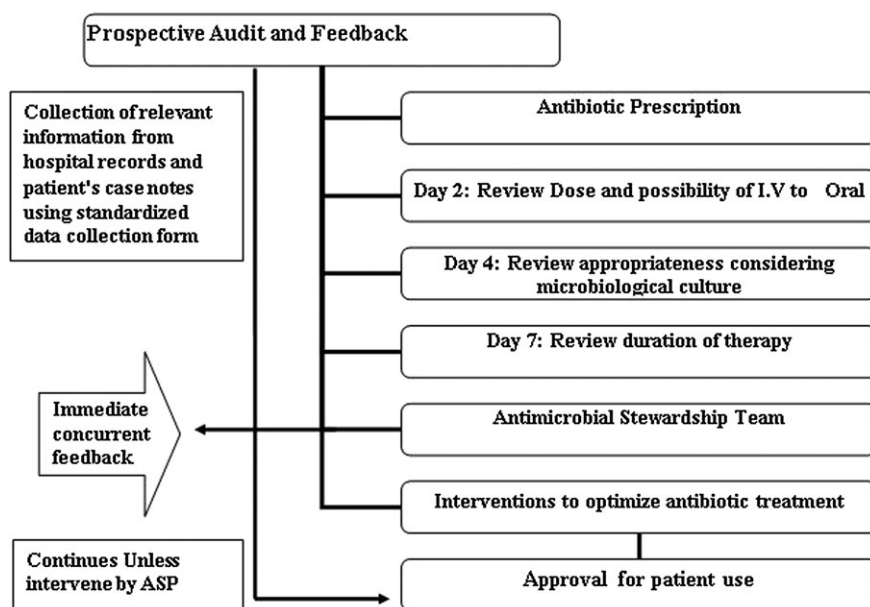 Prospective Audit and Feedback
Collection of relevant
information from
hospital records and
patient's case notes
using standardized
data collection form
Antibiotic Prescription
Day 2: Review Dose and possibility of I.V to Oral
Day 4: Review appropriateness considering
microbiological culture
Day 7: Review duration of therapy
Immediate
concurrent
feedback
Antimicrobial Stewardship Team
Interventions to optimize antibiotic treatment
Continues Unless
intervene by ASP
Approval for patient use